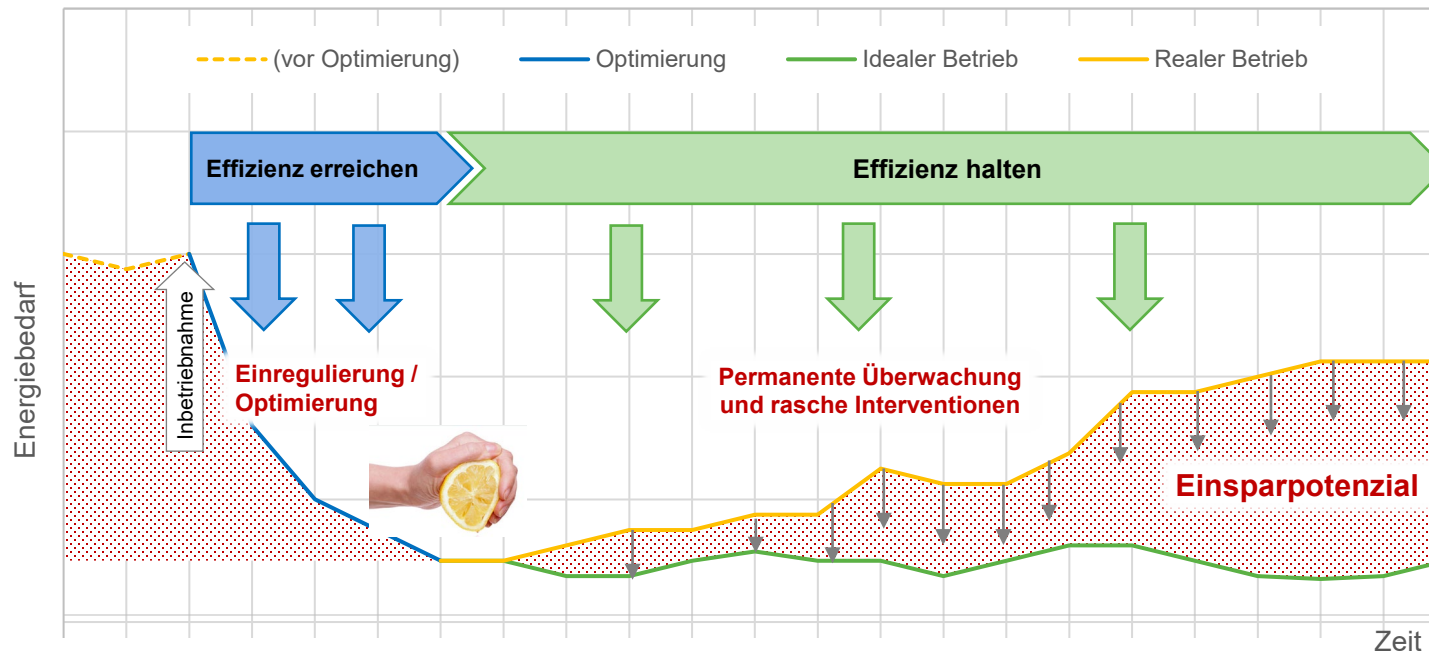 (vor Optimierung) Optimierung Idealer Betrieb Realer Betrieb
Effizienz erreichen
Effizienz halten
Energiebedarf
Inbetriebnahme
Einregulierung /
Optimierung
Permanente Überwachung
und rasche Interventionen
Einsparpotenzial
Zeit